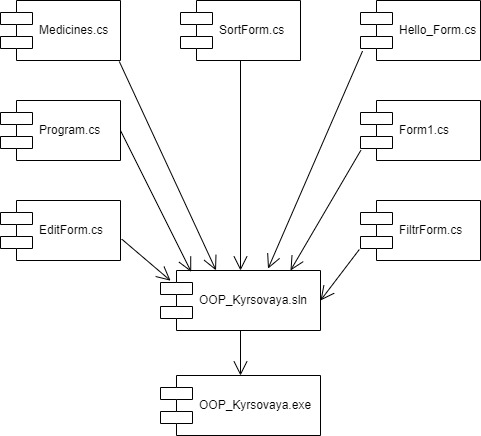 Medicines.cs
SortForm.cs
Hello_Form.cs
Program.cs
Form1.cs
EditForm.cs
FiltrForm.cs
OOP_Kyrsovaya.sln
OOP_Kyrsovaya.exe